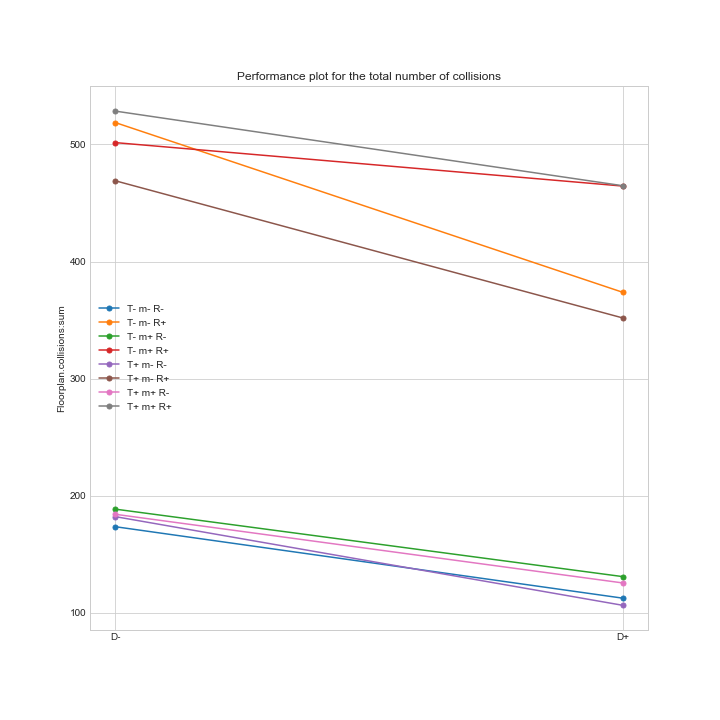 Performance plot for the total number of collisions
Floorplan.collisions:sum
500
400
300
200
100
T- m- R-
T- m- R+
T- m+ R-
T- m+ R+
T+ m- R-
T+ m- R+
T+ m+ R-
T+ m+ R+
D-
D+